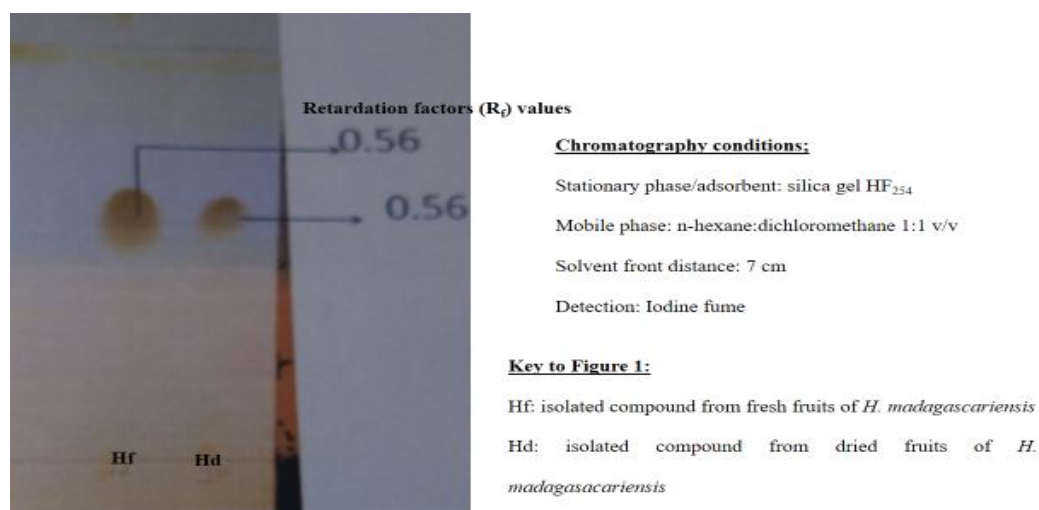 Retardation factors (Rf) values
0.56
0.56
Hf
Hd
Chromatography conditions;
Stationary phase/adsorbent: silica gel HF254
Mobile phase: n-hexane:dichloromethane 1:1 v/v
Solvent front distance: 7 cm
Detection: Iodine fume
Key to Figure 1:
Hf: isolated compound from fresh fruits of H. madagascariensis
Hd: isolated compound from dried fruits of H.
madagasacariensis